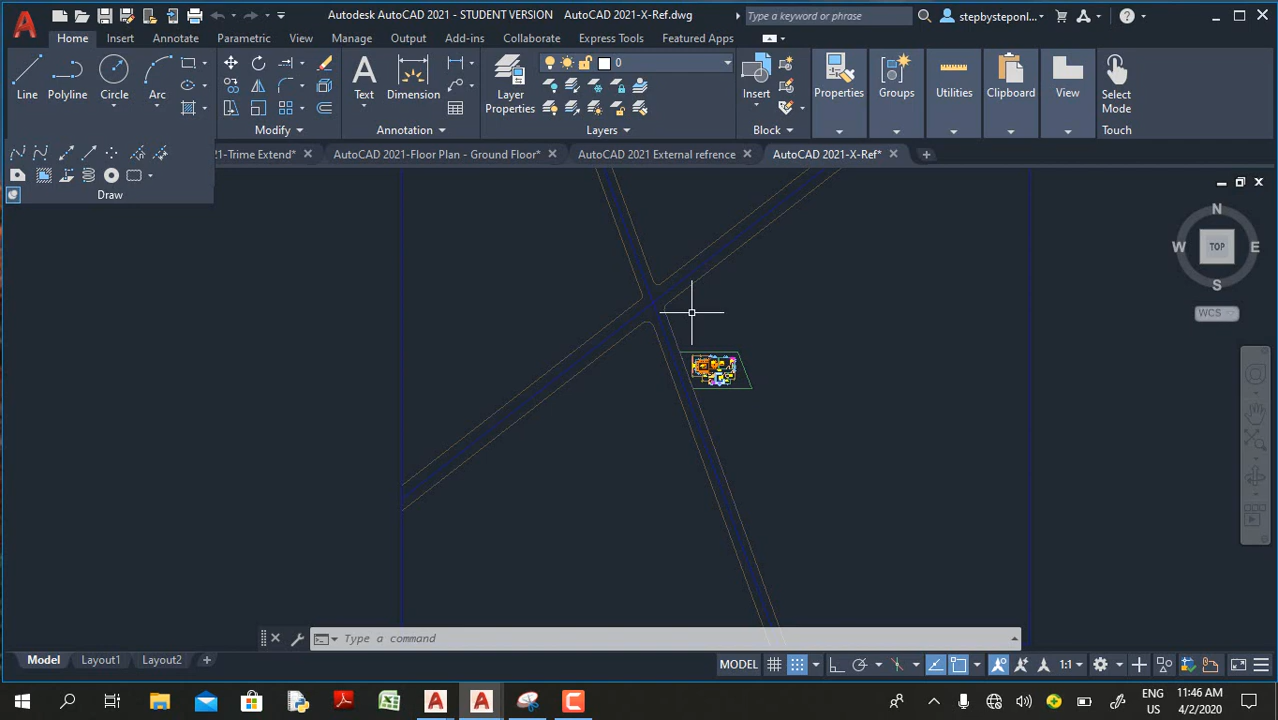 Autodesk AutoCAD 2021 - STUDENT VERSION AutoCAD 2021-X-Ref.dwg
Type a keyword or phrase
stepbysteponl...
Home Insert Annotate Parametric View Manage Output Add-ins Collaborate Express Tools Featured Apps
0
Line Polyline Circle Arc
Text Dimension
Layer
Properties
Insert
Properties Groups Utilities Clipboard View
Select
Mode
Modify Annotation Layers Block Touch
21-Trime Extend* AutoCAD 2021-Floor Plan - Ground Floor* AutoCAD 2021 External refrence AutoCAD 2021-X-Ref*
Draw
N
W TOP E
S
WCS
Type a command
Model Layout1 Layout2
MODEL 1:1
ENG
US
11:46 AM
4/2/2020